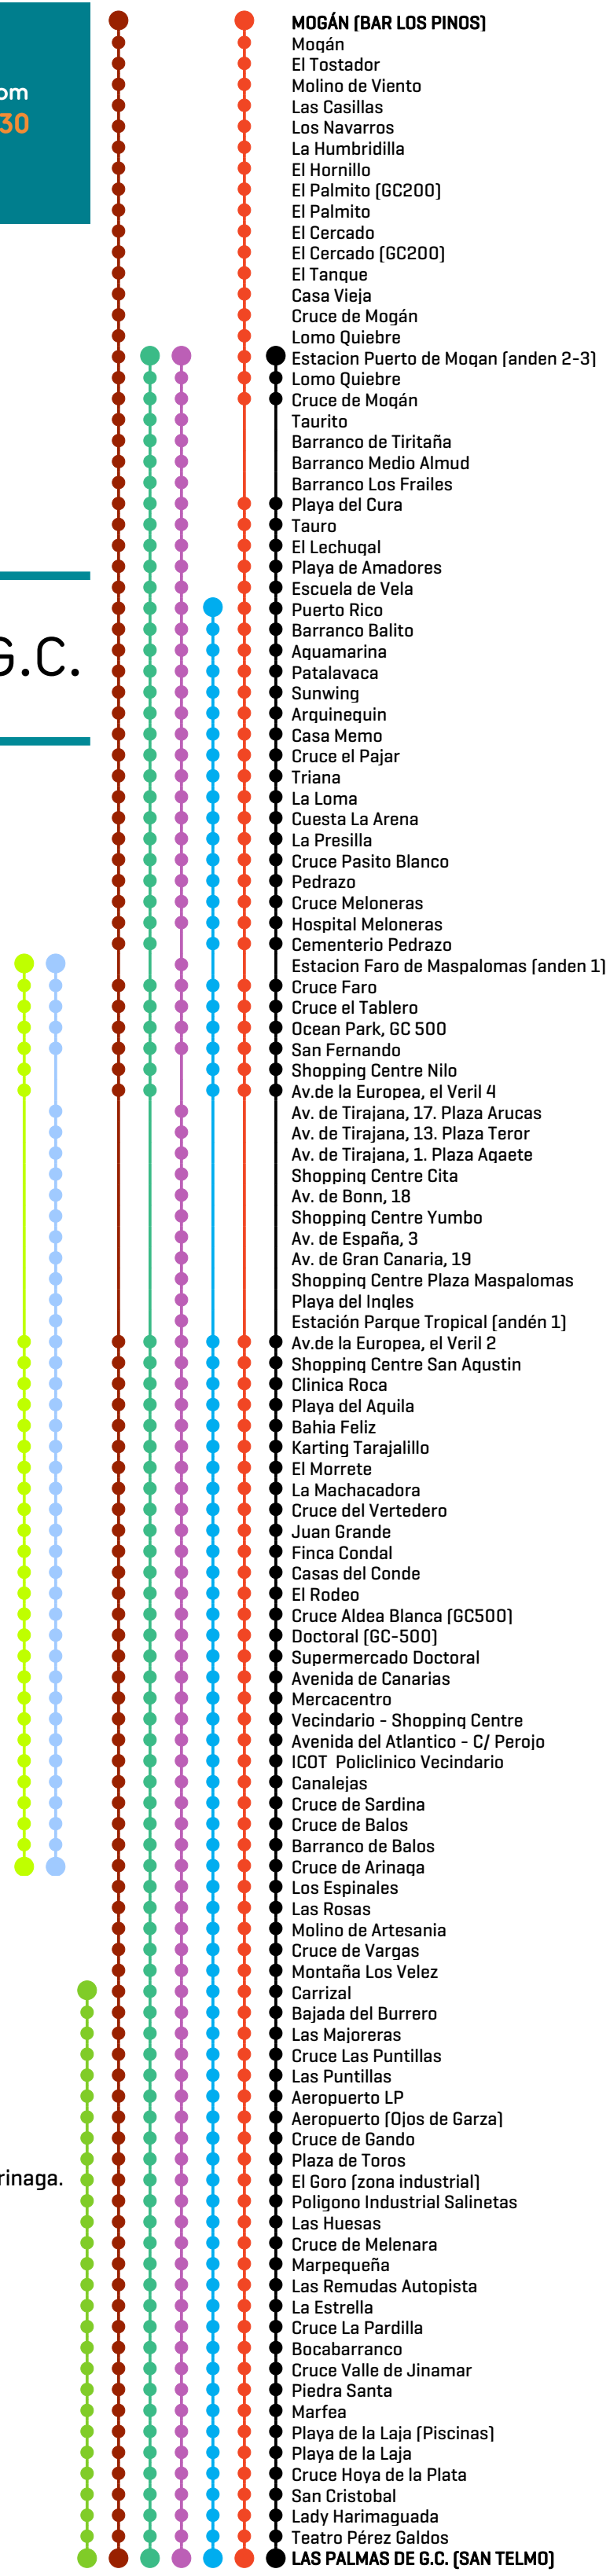 MOGÁN (BAR LOS PINOS)
Mogán
El Tostador
om
Molino de Viento
Las Casillas
30
Los Navarros
La Humbridilla
El Hornillo
El Palmito (GC200)
El Palmito
El Cercado
El Cercado (GC200)
El Tanque
Casa Vieja
Cruce de Mogán
Lomo Quiebre
Estacion Puerto de Mogan (anden 2-3)
Lomo Quiebre
Cruce de Mogán
Taurito
Barranco de Tiritaña
Barranco Medio Almud
Barranco Los Frailes
Playa del Cura
Tauro
El Lechugal
Playa de Amadores
Escuela de Vela
Puerto Rico
Barranco Balito
G.C.
Aquamarina
Patalavaca
Sunwing
Arguineguin
Casa Memo
Cruce el Pajar
Triana
La Loma
Cuesta La Arena
La Presilla
Cruce Pasito Blanco
Pedrazo
Cruce Meloneras
Hospital Meloneras
Cementerio Pedrazo
Estacion Faro de Maspalomas (anden 1)
Cruce Faro
Cruce el Tablero
Ocean Park, GC 500
San Fernando
Shopping Centre Nilo
Av.de la Europea, el Veril 4
Av. de Tirajana, 17. Plaza Arucas
Av. de Tirajana, 13. Plaza Teror
Av. de Tirajana, 1. Plaza Agaete
Shopping Centre Cita
Av. de Bonn, 18
Shopping Centre Yumbo
Av. de España, 3
Av. de Gran Canaria, 19
Shopping Centre Plaza Maspalomas
Playa del Ingles
Estación Parque Tropical (andén 1)
Av.de la Europea, el Veril 2
Shopping Centre San Agustin
Clinica Roca
Playa del Aguila
Bahia Feliz
Karting Tarajalillo
El Morrete
La Machacadora
Cruce del Vertedero
Juan Grande
Finca Condal
Casas del Conde
El Rodeo
Cruce Aldea Blanca (GC500)
Doctoral (GC-500)
Supermercado Doctoral
Avenida de Canarias
Mercacentro
Vecindario - Shopping Centre
Avenida del Atlantico - C/ Perojo
ICOT Policlinico Vecindario
Canalejas
Cruce de Sardina
Cruce de Balos
Barranco de Balos
Cruce de Arinaga
Los Espinales
Las Rosas
Molino de Artesania
Cruce de Vargas
Montaña Los Velez
Carrizal
Bajada del Burrero
Las Majoreras
Cruce Las Puntillas
Las Puntillas
Aeropuerto LP
Aeropuerto (Ojos de Garza)
Cruce de Gando
Plaza de Toros
rinaga.
El Goro (zona industrial)
Poligono Industrial Salinetas
Las Huesas
Cruce de Melenara
Marpequeña
Las Remudas Autopista
La Estrella
Cruce La Pardilla
Bocabarranco
Cruce Valle de Jinamar
Piedra Santa
Marfea
Playa de la Laja (Piscinas)
Playa de la Laja
Cruce Hoya de la Plata
San Cristobal
Lady Harimaguada
Teatro Pérez Galdos
LAS PALMAS DE G.C. (SAN TELMO)